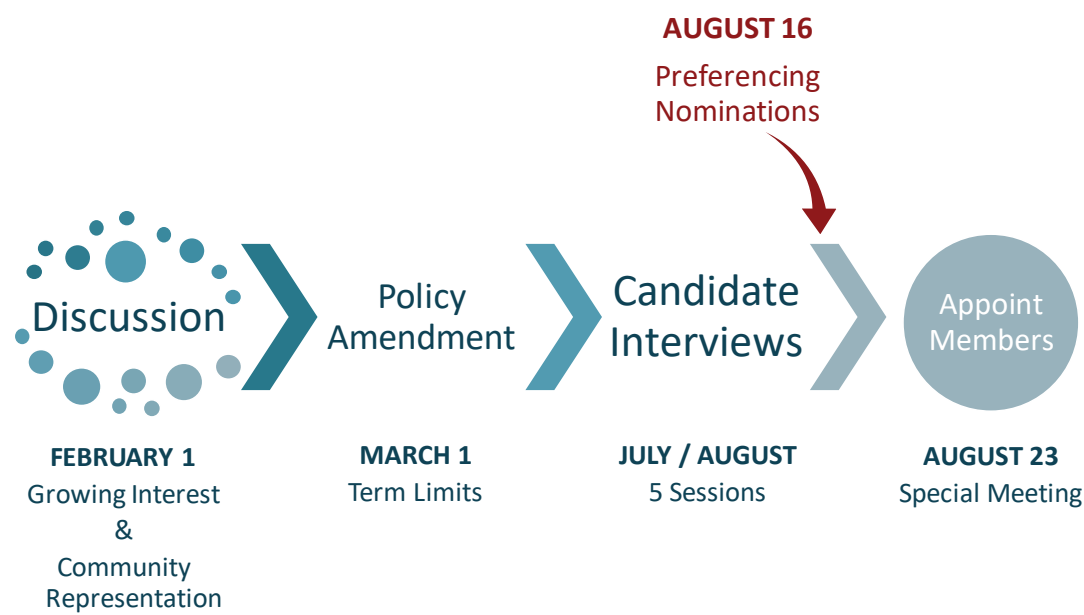 AUGUST 16
Preferencing
Nominations
Discussion
Policy
Amendment
Candidate
Interviews
Appoint
Members
FEBRUARY 1
Growing Interest
&
Community
Representation
MARCH 1
Term Limits
JULY / AUGUST
5 Sessions
AUGUST 23
Special Meeting